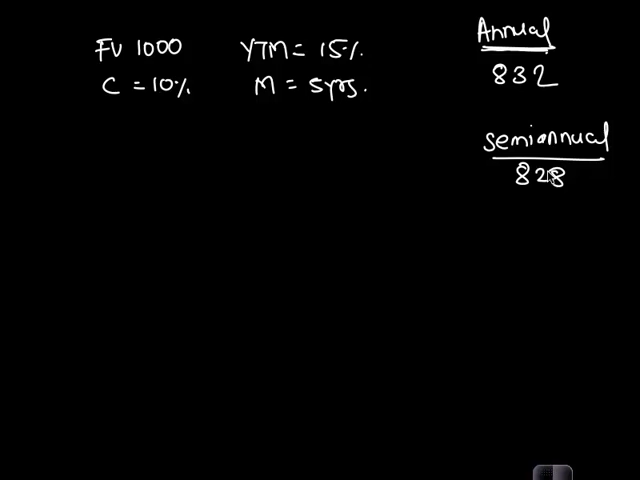 FV 1000 YTM = 15%
C = 10% M = 5yrs.
Annual
832
Semiannual
828